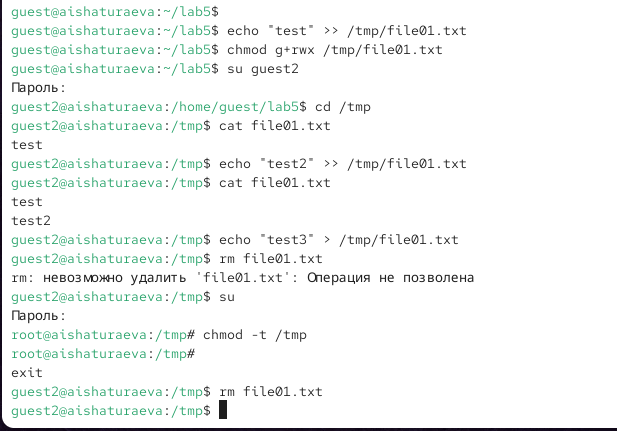 guest@aishaturaeva:~/lab5$
guest@aishaturaeva:~/lab5$ echo "test" >> /tmp/file01.txt
guest@aishaturaeva:~/lab5$ chmod g+rwx /tmp/file01.txt
guest@aishaturaeva:~/lab5$ su guest2
Пароль:
guest2@aishaturaeva:/home/guest/lab5$ cd /tmp
guest2@aishaturaeva:/tmp$ cat file01.txt
test
guest2@aishaturaeva:/tmp$ echo "test2" >> /tmp/file01.txt
guest2@aishaturaeva:/tmp$ cat file01.txt
test
test2
guest2@aishaturaeva:/tmp$ echo "test3" > /tmp/file01.txt
guest2@aishaturaeva:/tmp$ rm file01.txt
rm: невозможно удалить 'file01.txt': Операция не позволена
guest2@aishaturaeva:/tmp$ su
Пароль:
root@aishaturaeva:/tmp# chmod -t /tmp
root@aishaturaeva:/tmp#
exit
guest2@aishaturaeva:/tmp$ rm file01.txt
guest2@aishaturaeva:/tmp$